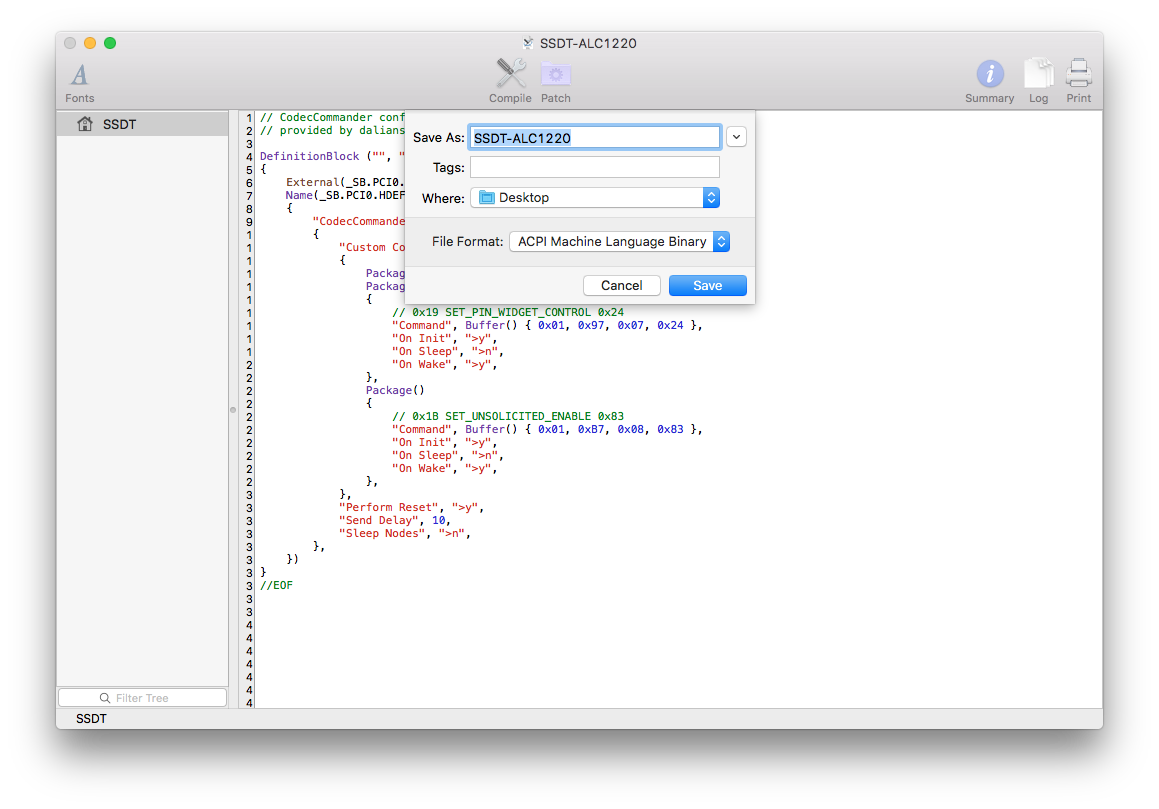 SSDT-ALC1220
Fonts
Compile
Patch
Summary
Log
Print
SSDT
Save As: SSDT-ALC1220
Tags:
Where: Desktop
File Format: ACPI Machine Language Binary
Cancel
Save
1 // CodecCommander conf
2 // provided by dalians
3
4 DefinitionBlock ("", "
5 {
6 External(_SB.PCI0.
7 Name(_SB.PCI0.HDEF
8 {
9 "CodecCommande
1 {
1 "Custom Co
1 {
1 Packag
1 Packag
1 {
1 // 0x19 SET_PIN_WIDGET_CONTROL 0x24
1 "Command", Buffer() { 0x01, 0x97, 0x07, 0x24 },
1 "On Init", ">y",
1 "On Sleep", ">n",
2 "On Wake", ">y",
2 },
2 Package()
2 {
2 // 0x1B SET_UNSOLICITED_ENABLE 0x83
2 "Command", Buffer() { 0x01, 0xB7, 0x08, 0x83 },
2 "On Init", ">y",
2 "On Sleep", ">n",
2 "On Wake", ">y",
2 },
3 },
3 "Perform Reset", ">y",
3 "Send Delay", 10,
3 "Sleep Nodes", ">n",
3 },
3 })
3 }
3 //EOF
3
3
4
4
4
4
4
4
4
Filter Tree
SSDT